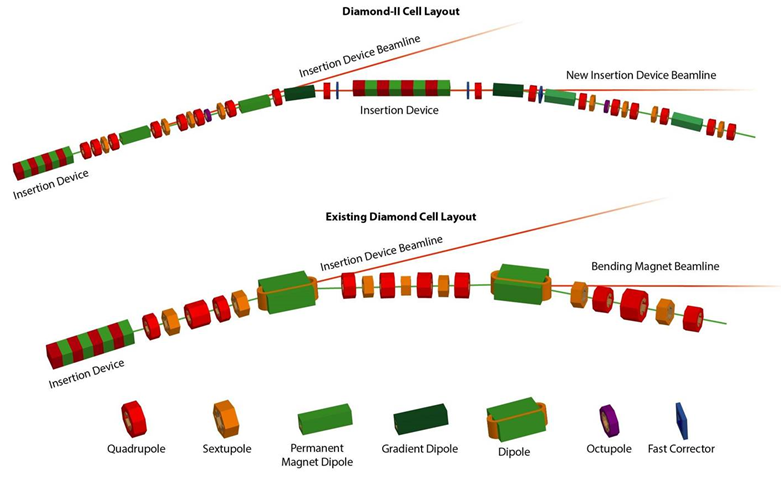 Diamond-II Cell Layout
Insertion Device Beamline
New Insertion Device Beamline
Insertion Device
Insertion Device
Existing Diamond Cell Layout
Insertion Device Beamline
Bending Magnet Beamline
Insertion Device
Quadrupole
Sextupole
Permanent
Magnet Dipole
Gradient Dipole
Dipole
Octupole
Fast Corrector